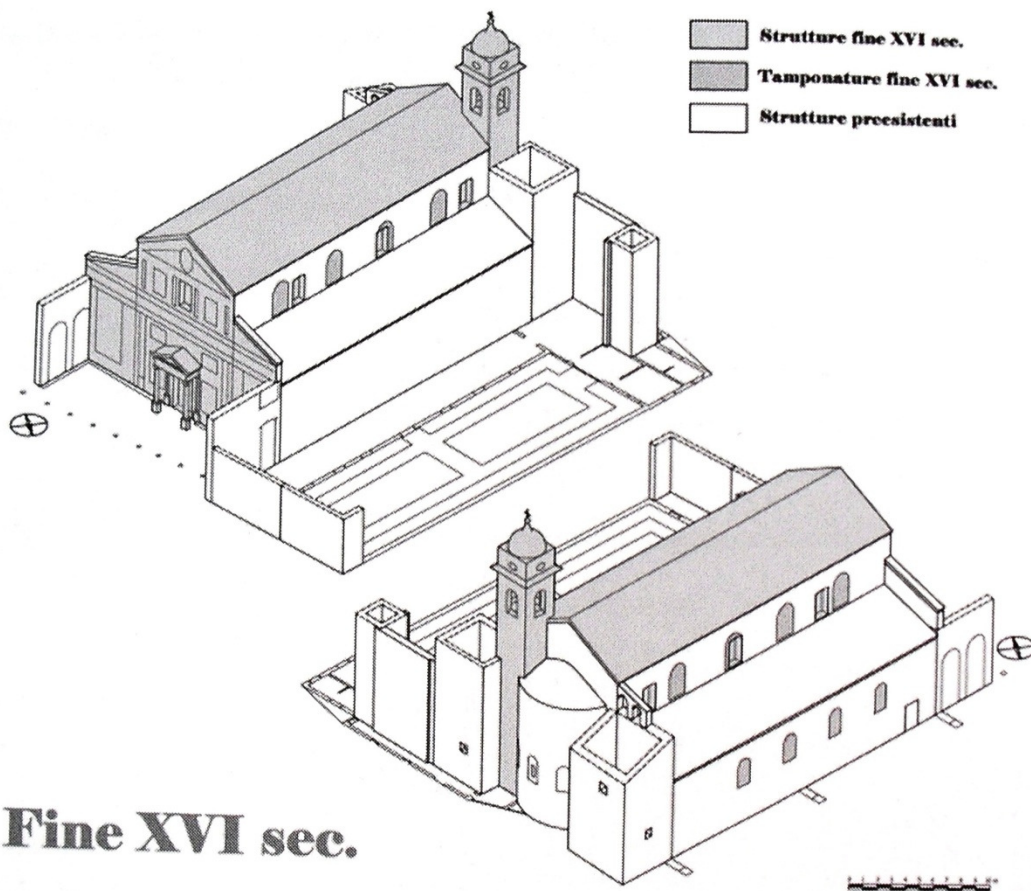 Strutture fine XVI sec.
Tamponature fine XVI sec.
Strutture preesistenti
Fine XVI sec.